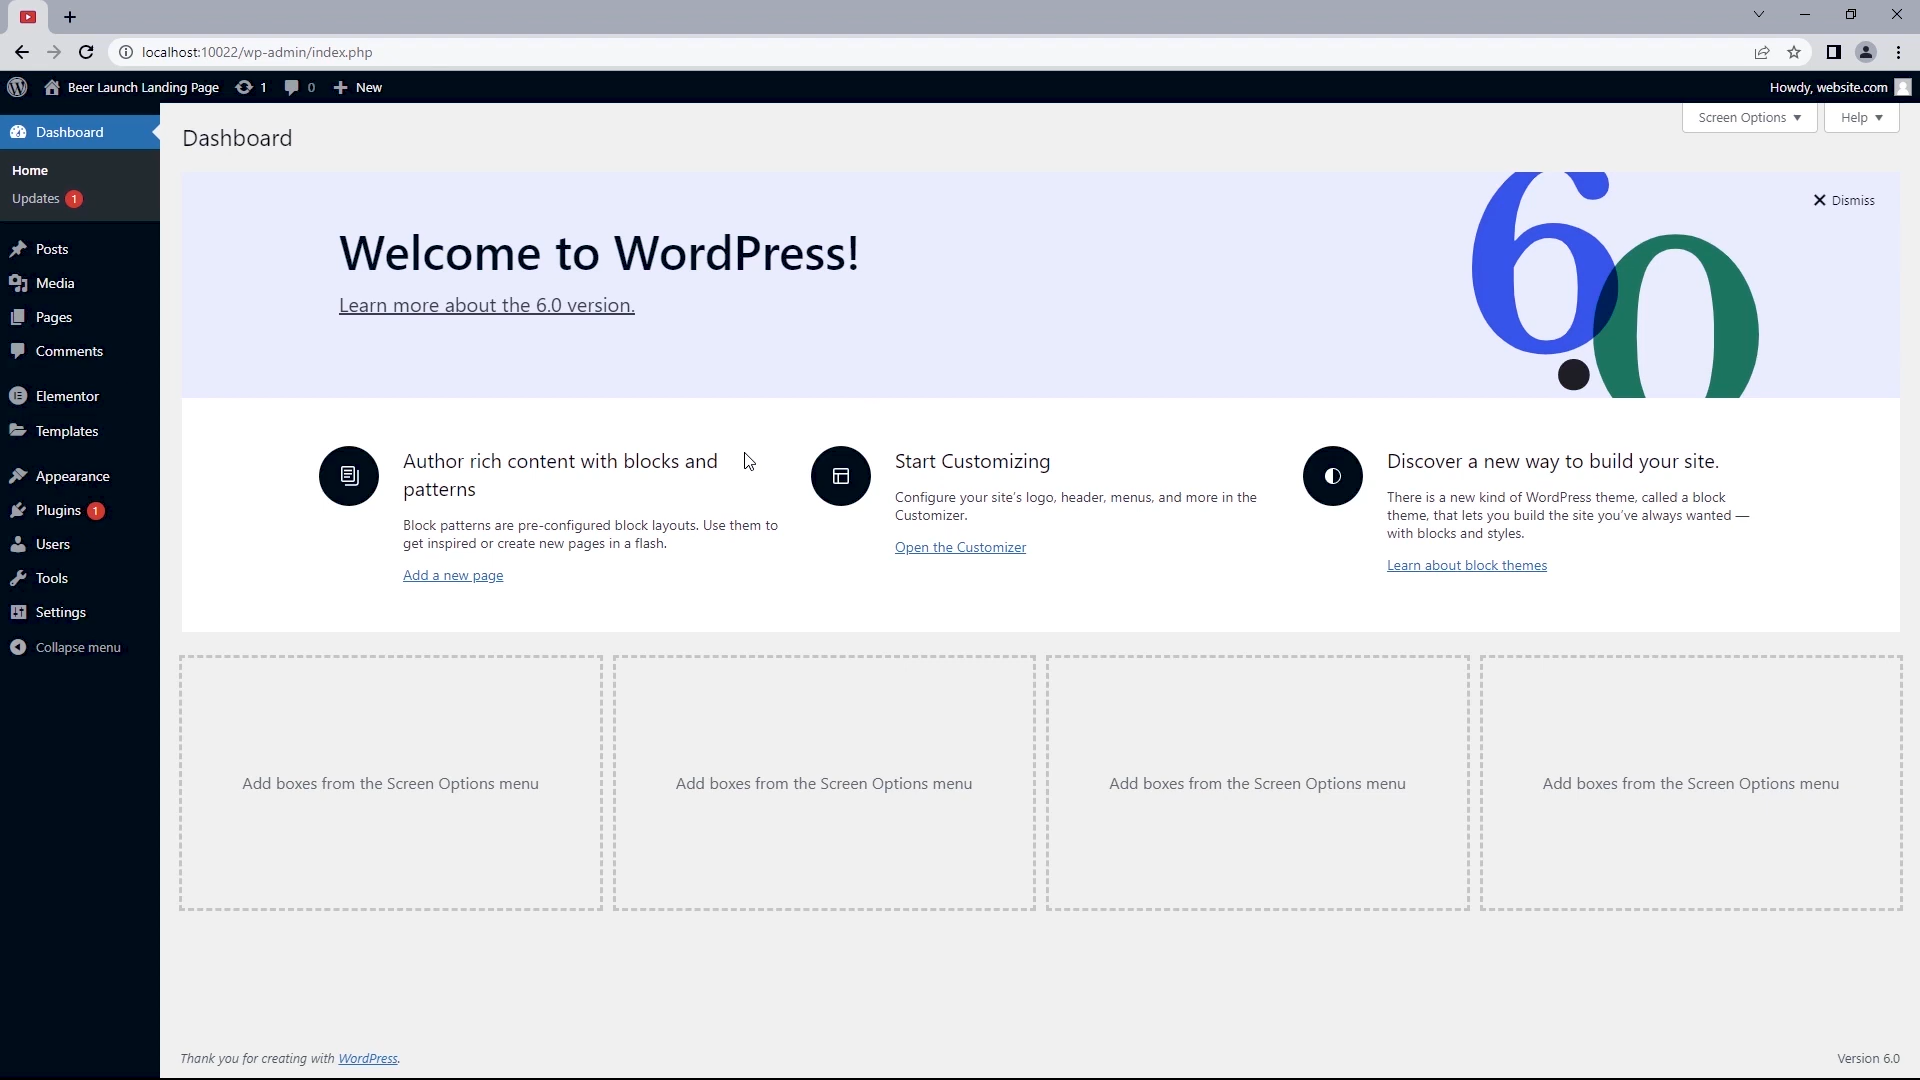 localhost:10022/wp-admin/index.php
Beer Launch Landing Page 1 0 New
Howdy, website.com
Dashboard
Home
Updates 1
Posts
Media
Pages
Comments
Elementor
Templates
Appearance
Plugins 1
Users
Tools
Settings
Collapse menu
Dashboard
Screen Options
Help
Dismiss
Welcome to WordPress!
Learn more about the 6.0 version.
6.0
Author rich content with blocks and
patterns
Block patterns are pre-configured block layouts. Use them to
get inspired or create new pages in a flash.
Add a new page
Start Customizing
Configure your site's logo, header, menus, and more in the
Customizer.
Open the Customizer
Discover a new way to build your site.
There is a new kind of WordPress theme, called a block
theme, that lets you build the site you've always wanted —
with blocks and styles.
Learn about block themes
Add boxes from the Screen Options menu
Add boxes from the Screen Options menu
Add boxes from the Screen Options menu
Add boxes from the Screen Options menu
Thank you for creating with WordPress.
Version 6.0